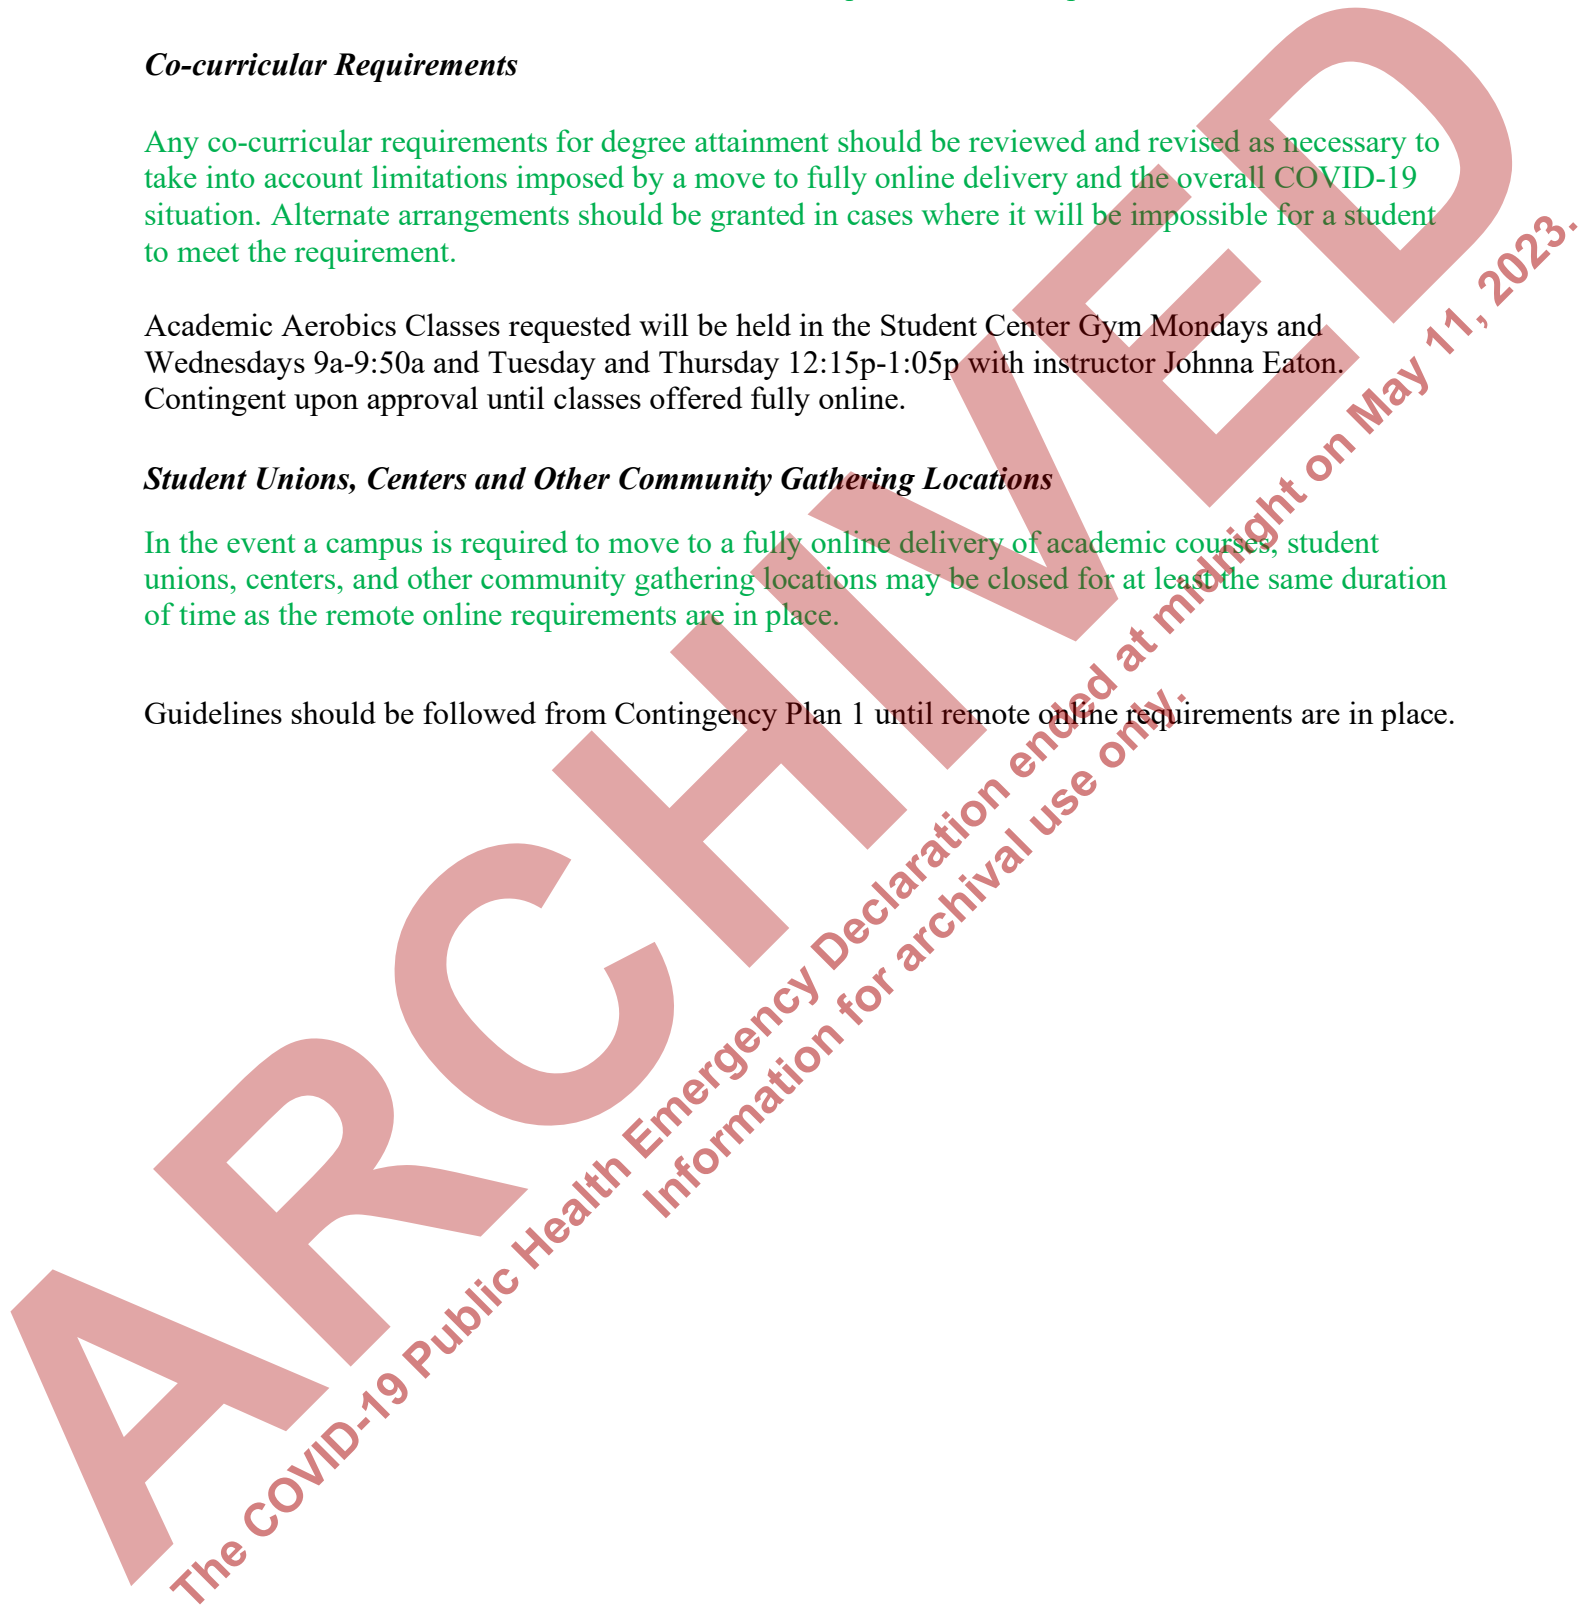 Co-curricular Requirements
Any co-curricular requirements for degree attainment should be reviewed and revised as necessary to
take into account limitations imposed by a move to fully online delivery and the overall COVID-19
situation. Alternate arrangements should be granted in cases where it will be impossible for a student
to meet the requirement.
Academic Aerobics Classes requested will be held in the Student Center Gym Mondays and
Wednesdays 9a-9:50a and Tuesday and Thursday 12:15p-1:05p with instructor Johnna Eaton.
Contingent upon approval until classes offered fully online.
Student Unions, Centers and Other Community Gathering Locations
In the event a campus is required to move to a fully online delivery of academic courses, student
unions, centers, and other community gathering locations may be closed for at least the same duration
of time as the remote online requirements are in place.
Guidelines should be followed from Contingency Plan 1 until remote online requirements are in place.
ARCHIVED
The COVID-19 Public Health Emergency Declaration ended at midnight on May 11, 2023.
Information for archival use only.